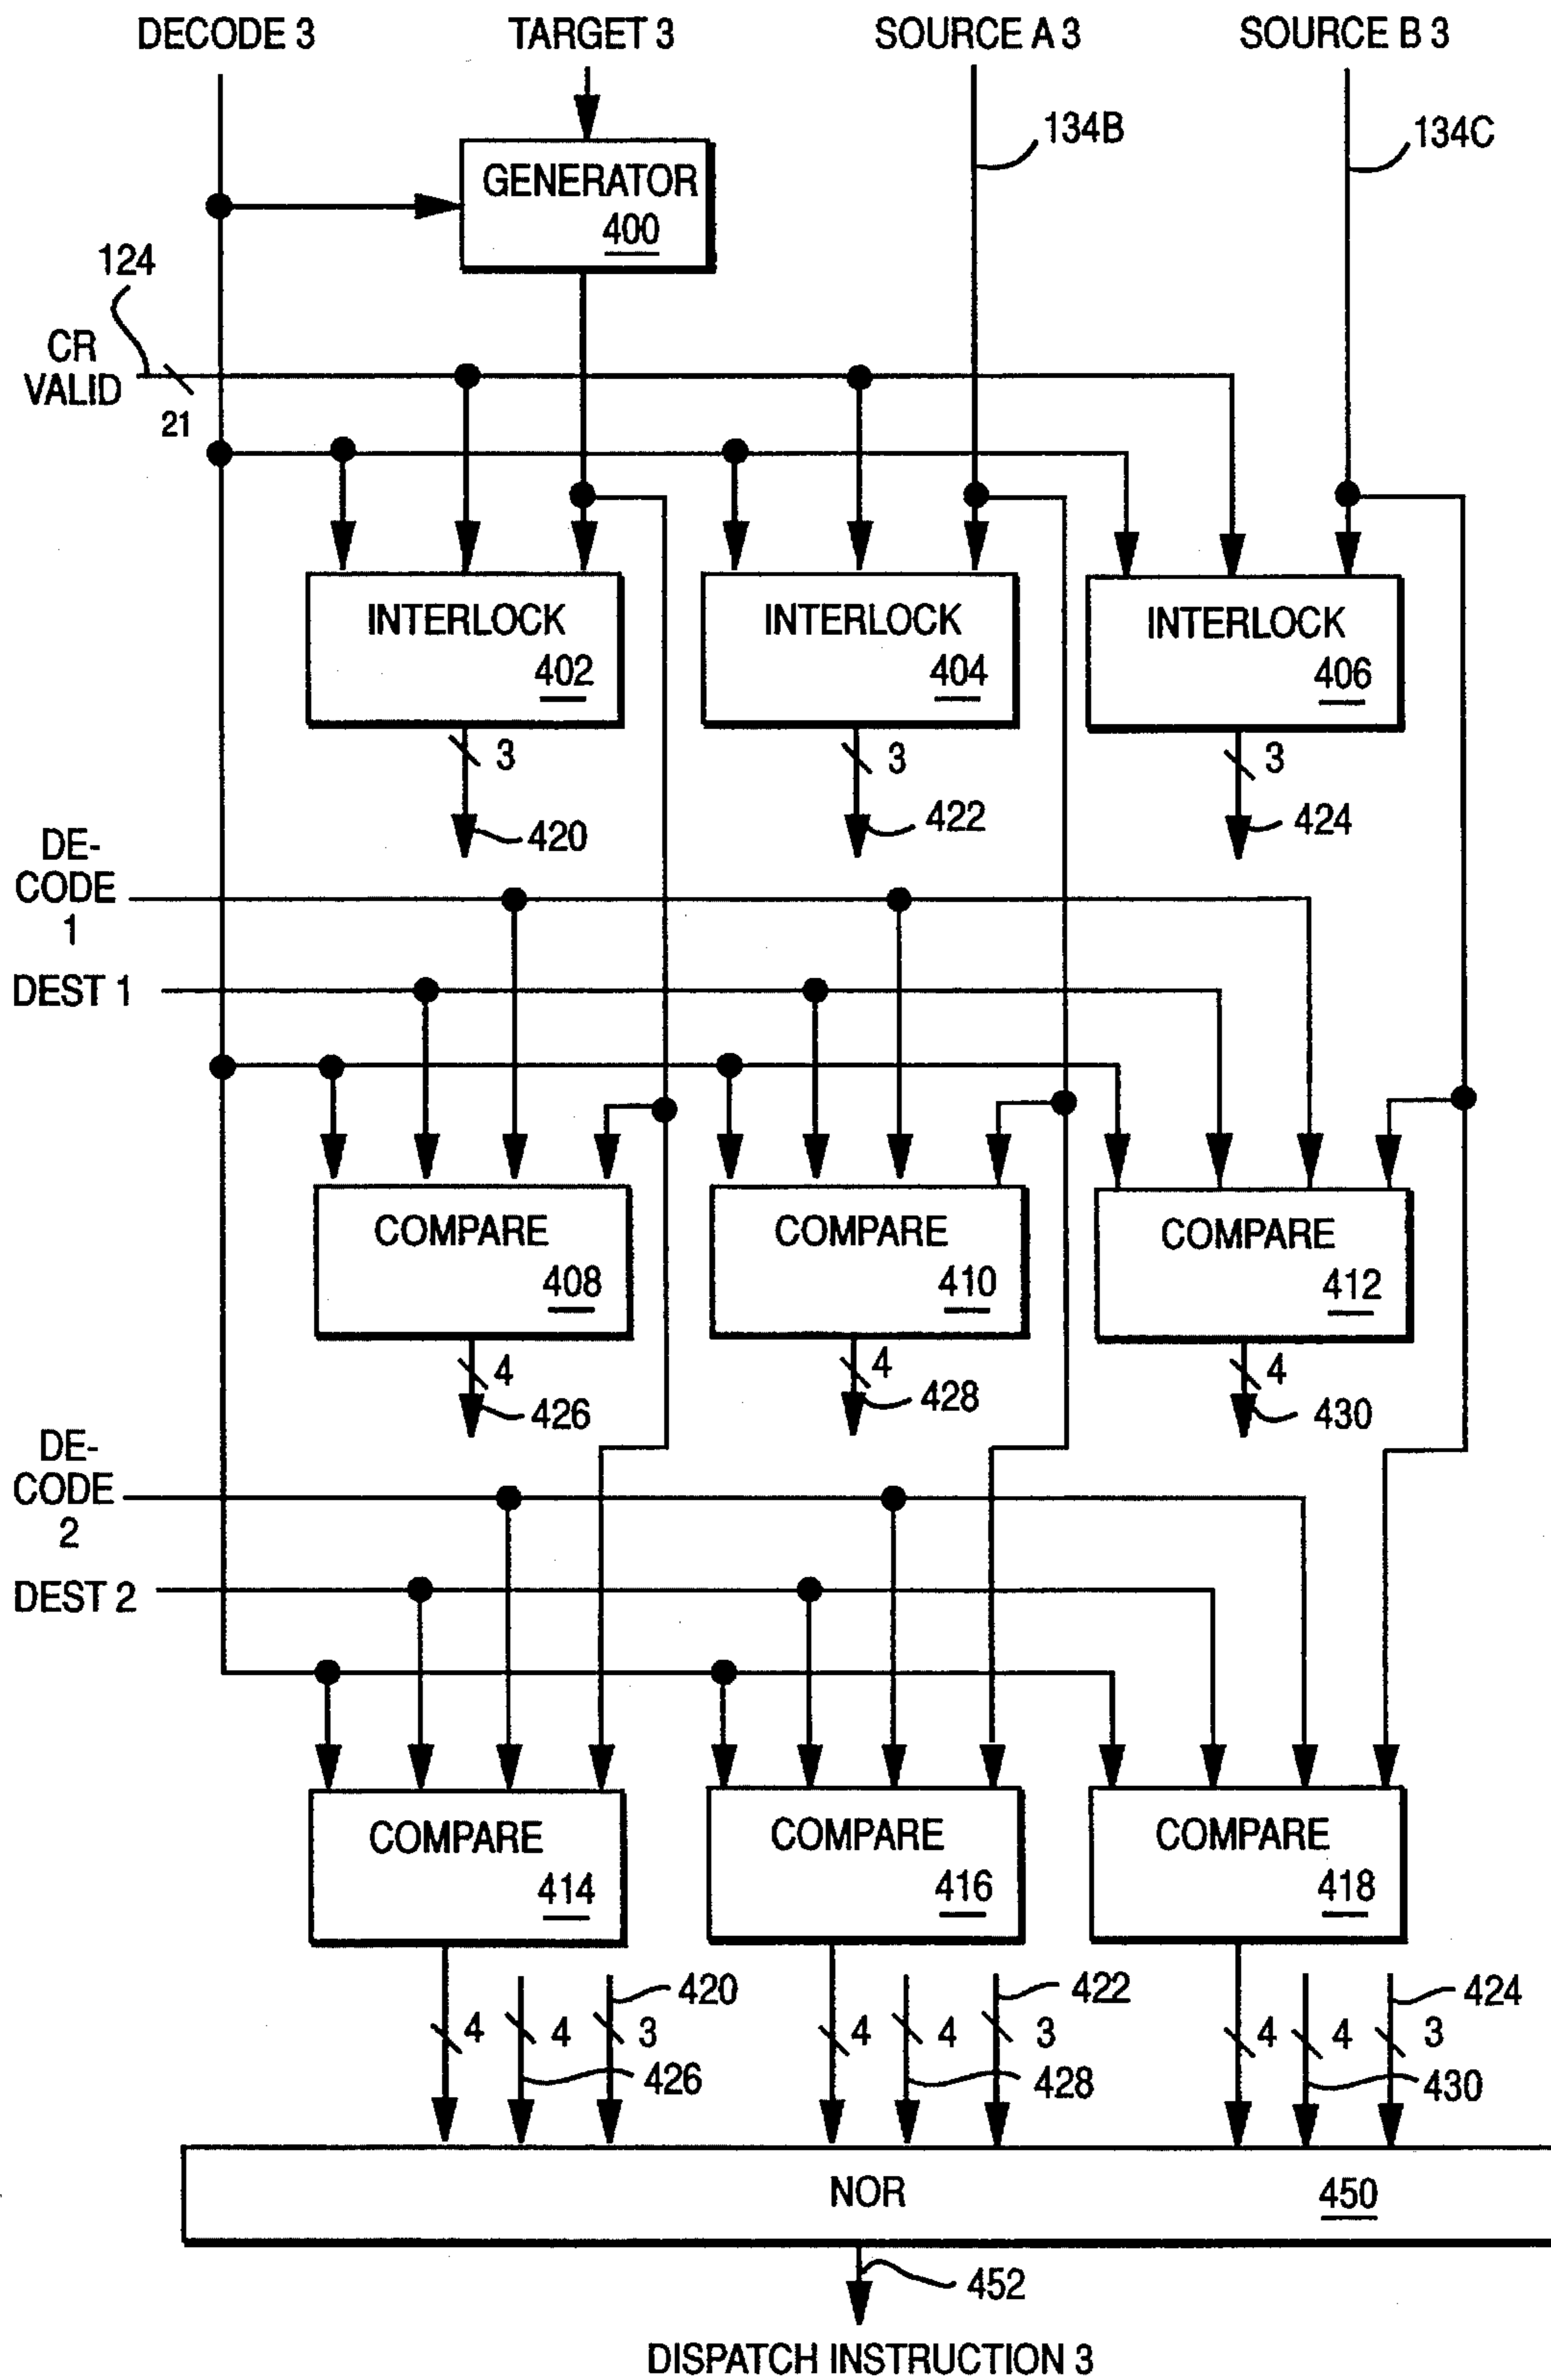 DECODE 3
TARGET 3
SOURCE A 3
SOURCE B 3
134B
134C
GENERATOR
400
124
CR
VALID
21
INTERLOCK
402
INTERLOCK
404
INTERLOCK
406
3
3
3
420
422
424
DE-
CODE
1
DEST 1
COMPARE
408
COMPARE
410
COMPARE
412
4
4
4
426
428
430
DE-
CODE
2
DEST 2
COMPARE
414
COMPARE
416
COMPARE
418
420
422
424
4
4
3
4
4
3
4
4
3
426
428
430
NOR
450
452
DISPATCH INSTRUCTION 3